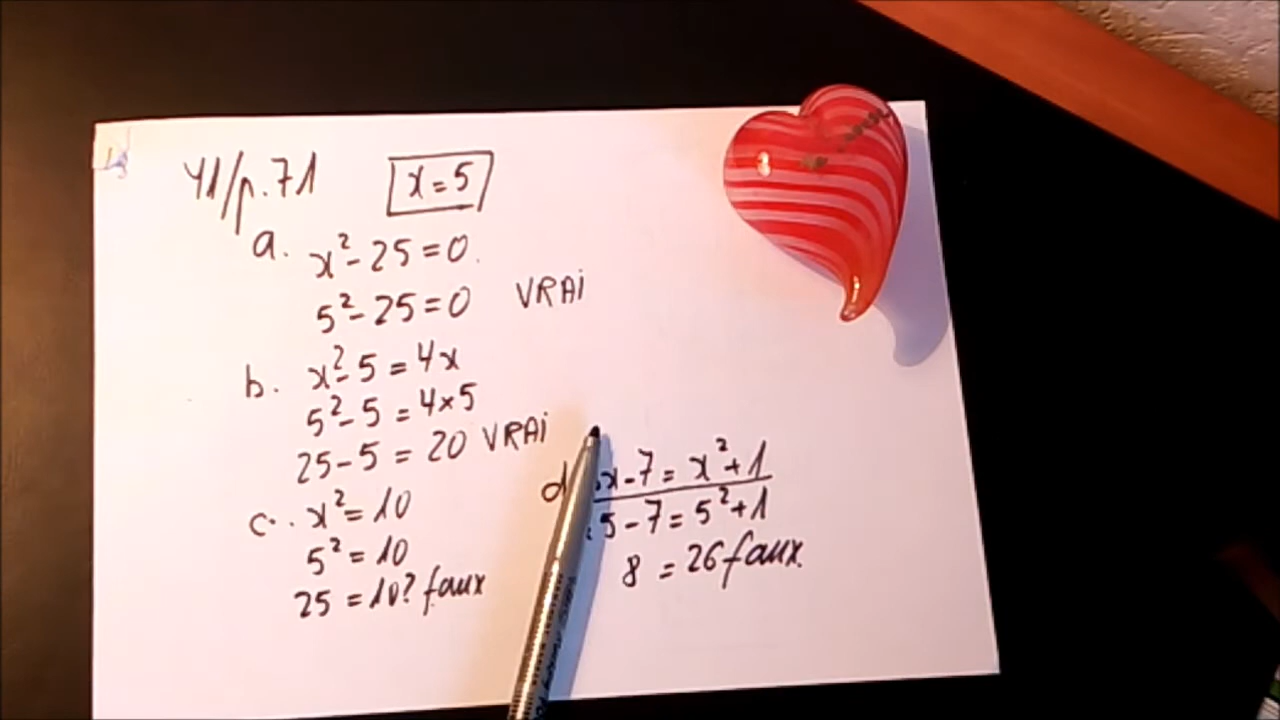 41/p.71 x=5
a. x²-25=0.
5²-25=0 VRAi
b. x²-5=4x
5²-5=4×5
25-5=20 VRAi
c. x²=10
5²=10
25=10? faux
d x-7=x²+1
5-7=5²+1
8=26 faux.